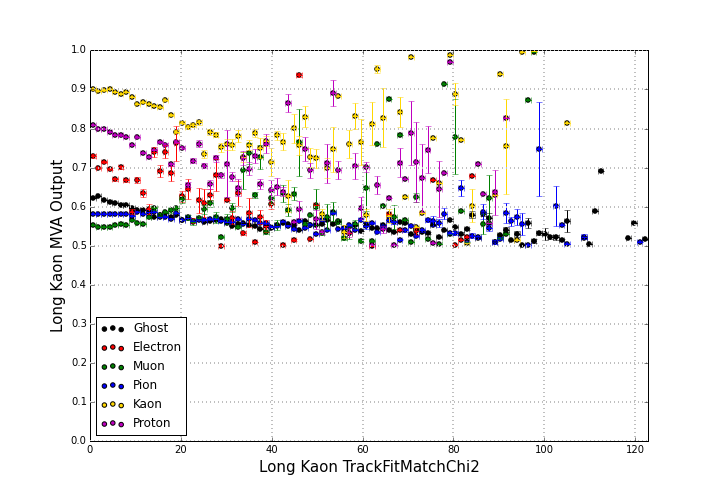 1.0
0.9
0.8
0.7
0.6
0.5
0.4
0.3
0.2
0.1
0.0
Long Kaon MVA Output
Ghost
Electron
Muon
Pion
Kaon
Proton
0 20 40 60 80 100 120
Long Kaon TrackFitMatchChi2